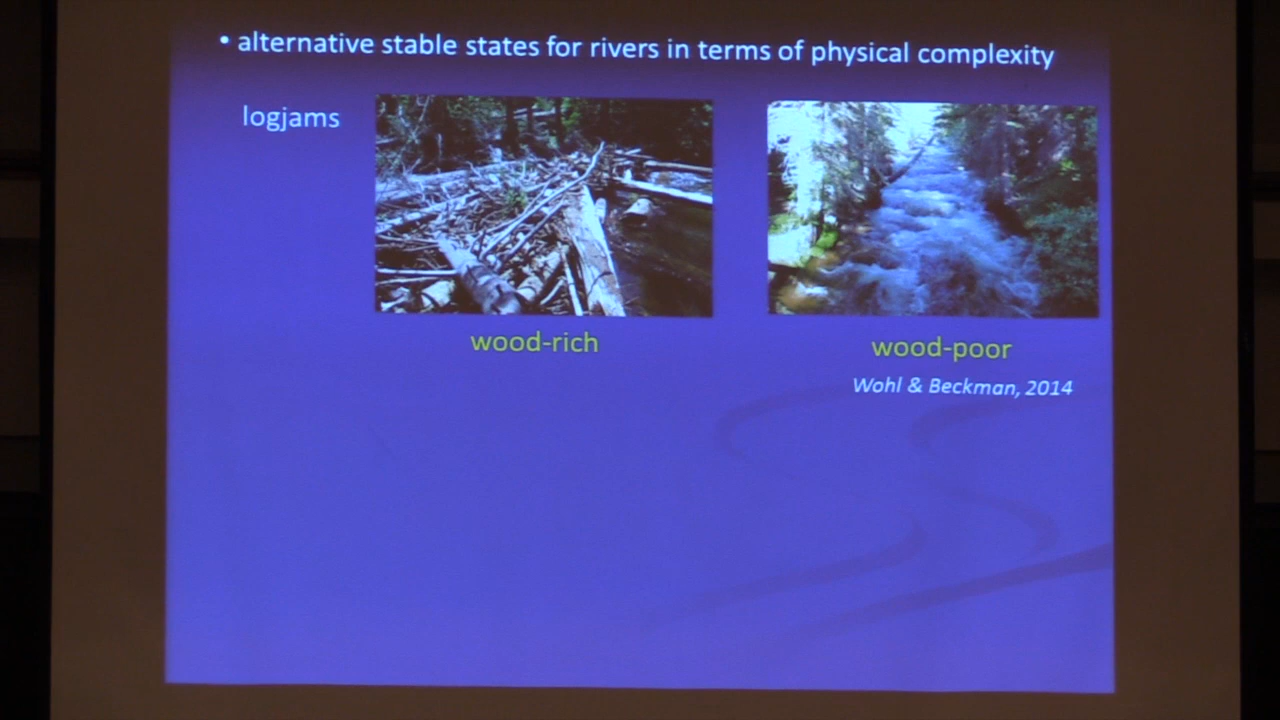 • alternative stable states for rivers in terms of physical complexity
logjams
wood-rich
wood-poor
Wohl & Beckman, 2014